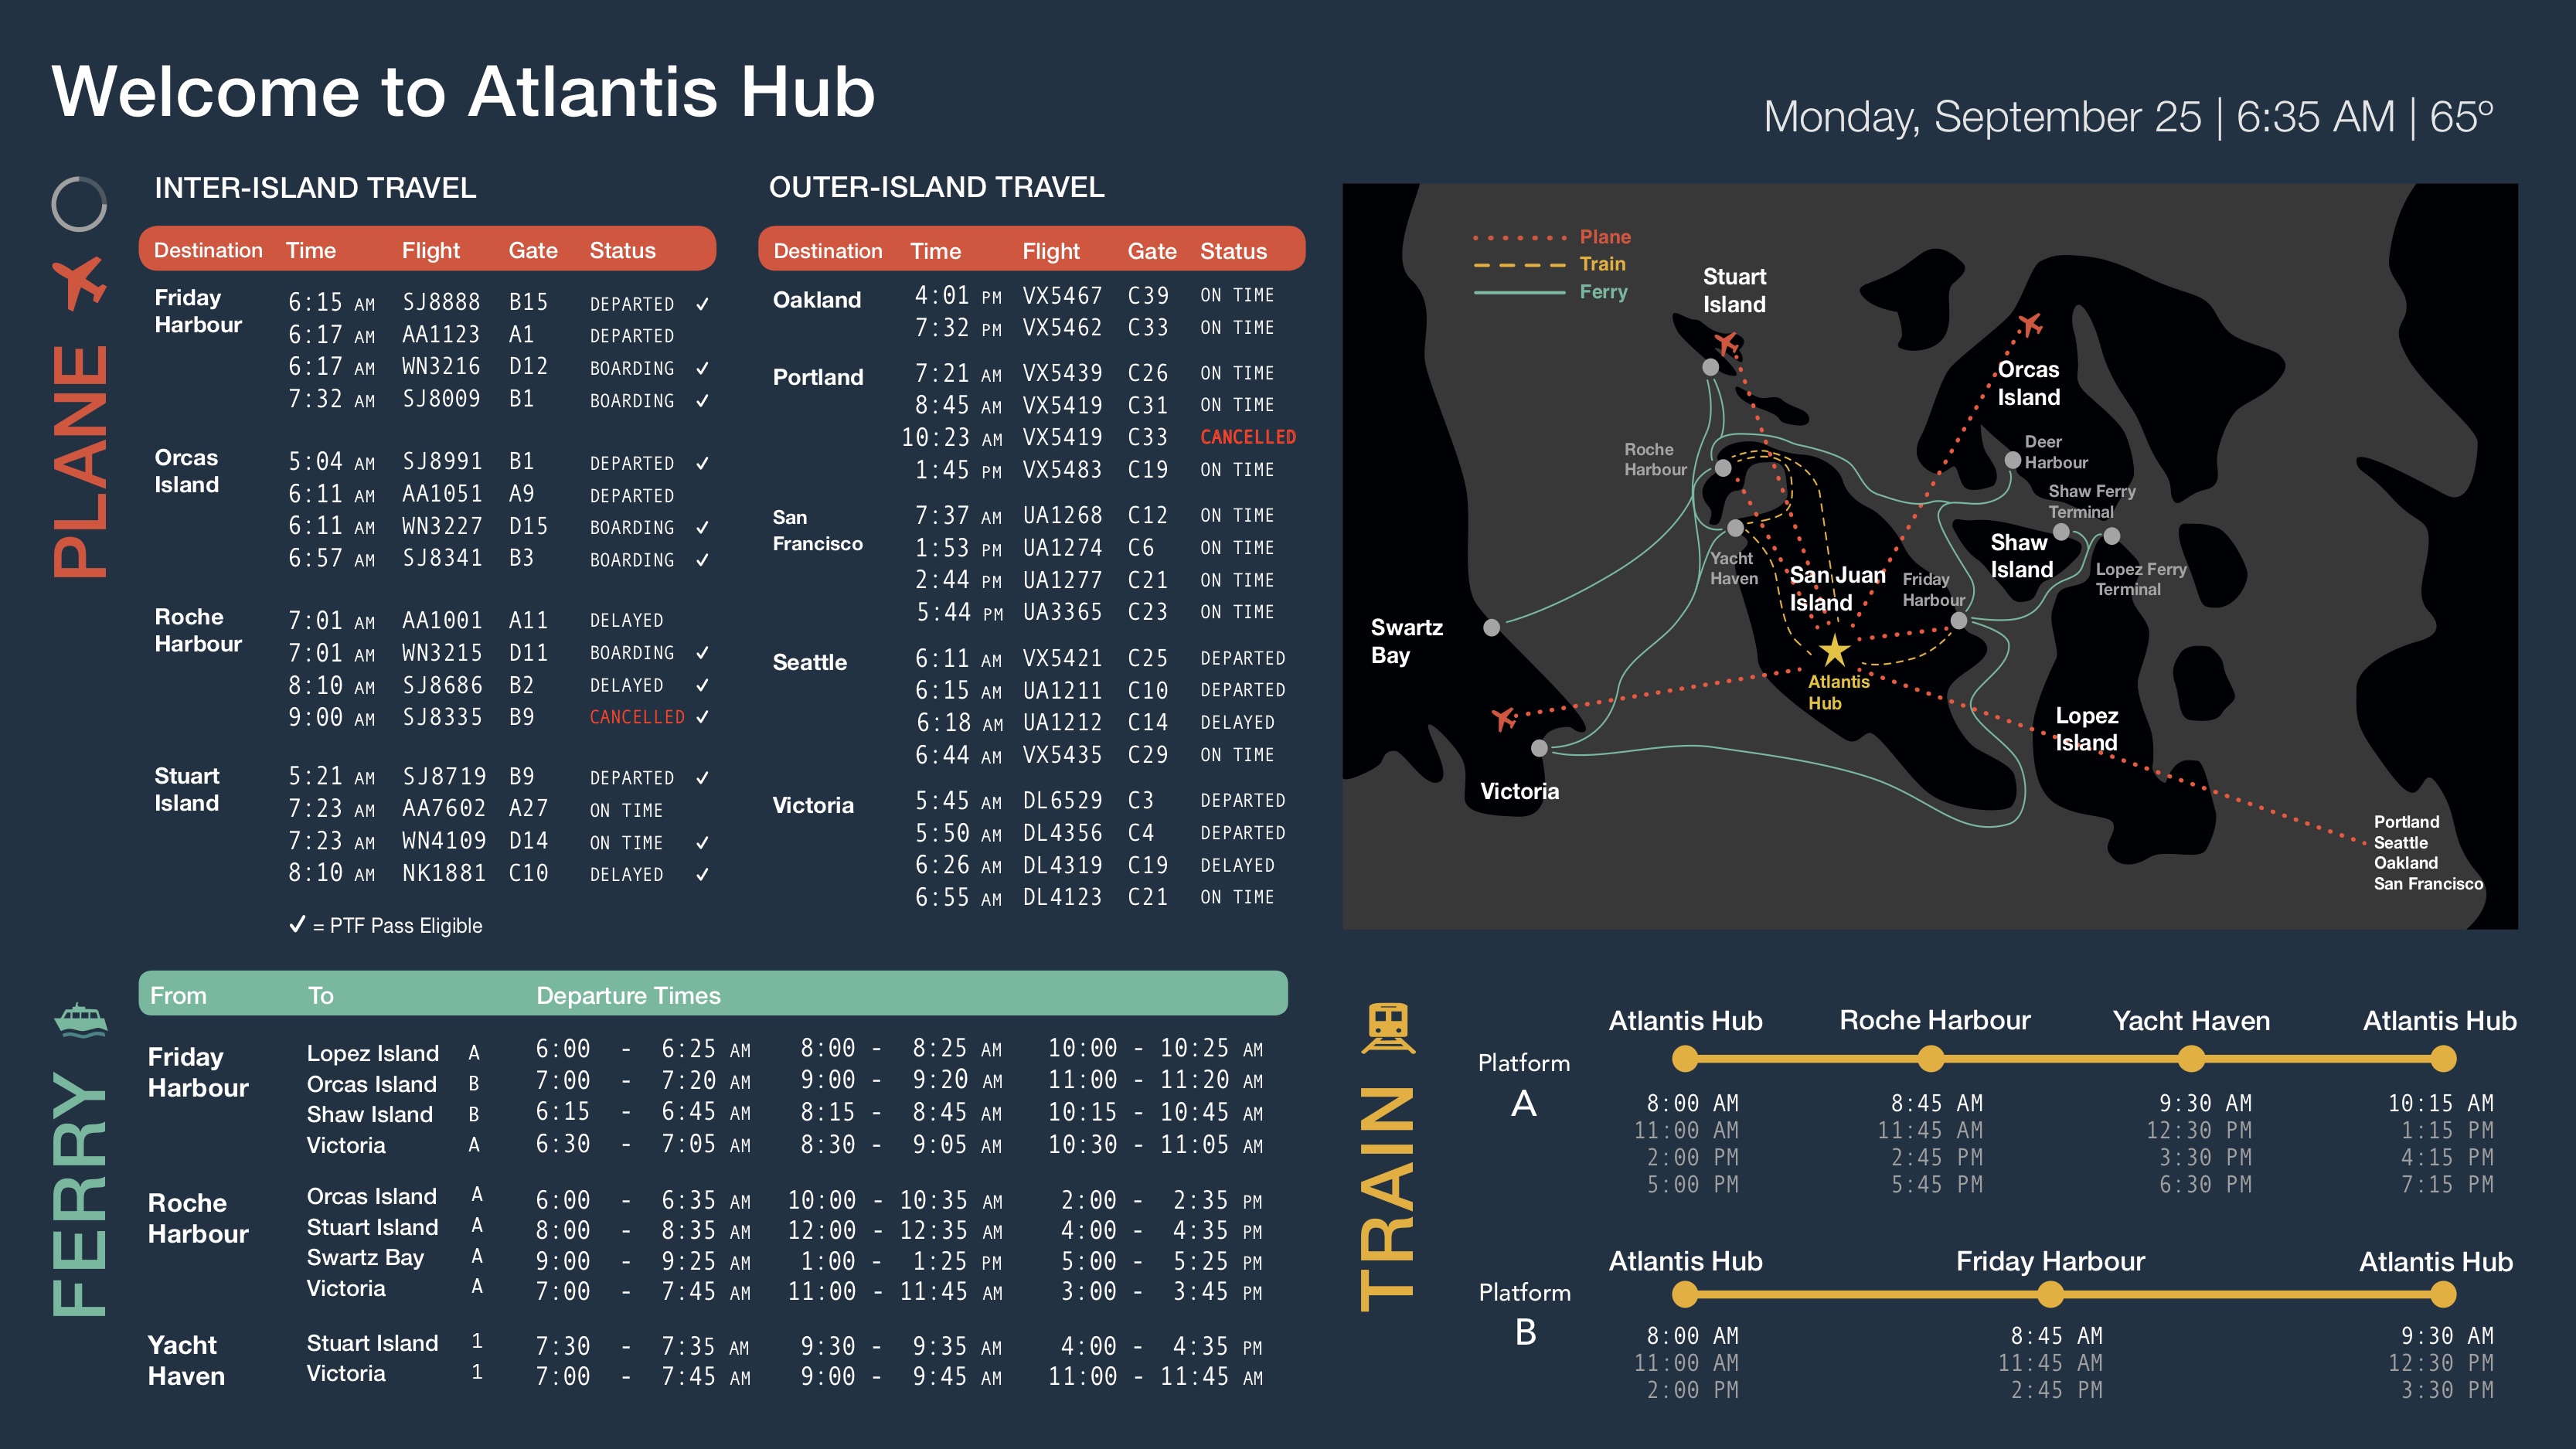 Welcome to Atlantis Hub
Monday, September 25 | 6:35 AM | 65º
PLANE
INTER-ISLAND TRAVEL
Destination Time Flight Gate Status
Friday
Harbour
6:15 AM SJ8888 B15 DEPARTED ✓
6:17 AM AA1123 A1 DEPARTED
6:17 AM WN3216 D12 BOARDING ✓
7:32 AM SJ8009 B1 BOARDING ✓
Orcas
Island
5:04 AM SJ8991 B1 DEPARTED ✓
6:11 AM AA1051 A9 DEPARTED
6:11 AM WN3227 D15 BOARDING ✓
6:57 AM SJ8341 B3 BOARDING ✓
Roche
Harbour
7:01 AM AA1001 A11 DELAYED
7:01 AM WN3215 D11 BOARDING ✓
8:10 AM SJ8686 B2 DELAYED ✓
9:00 AM SJ8335 B9 CANCELLED ✓
Stuart
Island
5:21 AM SJ8719 B9 DEPARTED ✓
7:23 AM AA7602 A27 ON TIME
7:23 AM WN4109 D14 ON TIME ✓
8:10 AM NK1881 C10 DELAYED ✓
✓ = PTF Pass Eligible
OUTER-ISLAND TRAVEL
Destination Time Flight Gate Status
Oakland
4:01 PM VX5467 C39 ON TIME
7:32 PM VX5462 C33 ON TIME
Portland
7:21 AM VX5439 C26 ON TIME
8:45 AM VX5419 C31 ON TIME
10:23 AM VX5419 C33 CANCELLED
1:45 PM VX5483 C19 ON TIME
San
Francisco
7:37 AM UA1268 C12 ON TIME
1:53 PM UA1274 C6 ON TIME
2:44 PM UA1277 C21 ON TIME
5:44 PM UA3365 C23 ON TIME
Seattle
6:11 AM VX5421 C25 DEPARTED
6:15 AM UA1211 C10 DEPARTED
6:18 AM UA1212 C14 DELAYED
6:44 AM VX5435 C29 ON TIME
Victoria
5:45 AM DL6529 C3 DEPARTED
5:50 AM DL4356 C4 DEPARTED
6:26 AM DL4319 C19 DELAYED
6:55 AM DL4123 C21 ON TIME
Plane
Train
Ferry
Stuart
Island
Orcas
Island
Roche
Harbour
Deer
Harbour
Shaw Ferry
Terminal
Shaw
Island
Lopez Ferry
Terminal
Yacht
Haven
San Juan
Island
Friday
Harbour
Swartz
Bay
Atlantis
Hub
Lopez
Island
Victoria
Portland
Seattle
Oakland
San Francisco
FERRY
From To Departure Times
Friday
Harbour
Lopez Island A 6:00 - 6:25 AM 8:00 - 8:25 AM 10:00 - 10:25 AM
Orcas Island B 7:00 - 7:20 AM 9:00 - 9:20 AM 11:00 - 11:20 AM
Shaw Island B 6:15 - 6:45 AM 8:15 - 8:45 AM 10:15 - 10:45 AM
Victoria A 6:30 - 7:05 AM 8:30 - 9:05 AM 10:30 - 11:05 AM
Roche
Harbour
Orcas Island A 6:00 - 6:35 AM 10:00 - 10:35 AM 2:00 - 2:35 PM
Stuart Island A 8:00 - 8:35 AM 12:00 - 12:35 AM 4:00 - 4:35 PM
Swartz Bay A 9:00 - 9:25 AM 1:00 - 1:25 PM 5:00 - 5:25 PM
Victoria A 7:00 - 7:45 AM 11:00 - 11:45 AM 3:00 - 3:45 PM
Yacht
Haven
Stuart Island 1 7:30 - 7:35 AM 9:30 - 9:35 AM 4:00 - 4:35 PM
Victoria 1 7:00 - 7:45 AM 9:00 - 9:45 AM 11:00 - 11:45 AM
TRAIN
Platform
A
Atlantis Hub Roche Harbour Yacht Haven Atlantis Hub
8:00 AM 8:45 AM 9:30 AM 10:15 AM
11:00 AM 11:45 AM 12:30 PM 1:15 PM
2:00 PM 2:45 PM 3:30 PM 4:15 PM
5:00 PM 5:45 PM 6:30 PM 7:15 PM
Platform
B
Atlantis Hub Friday Harbour Atlantis Hub
8:00 AM 8:45 AM 9:30 AM
11:00 AM 11:45 AM 12:30 PM
2:00 PM 2:45 PM 3:30 PM